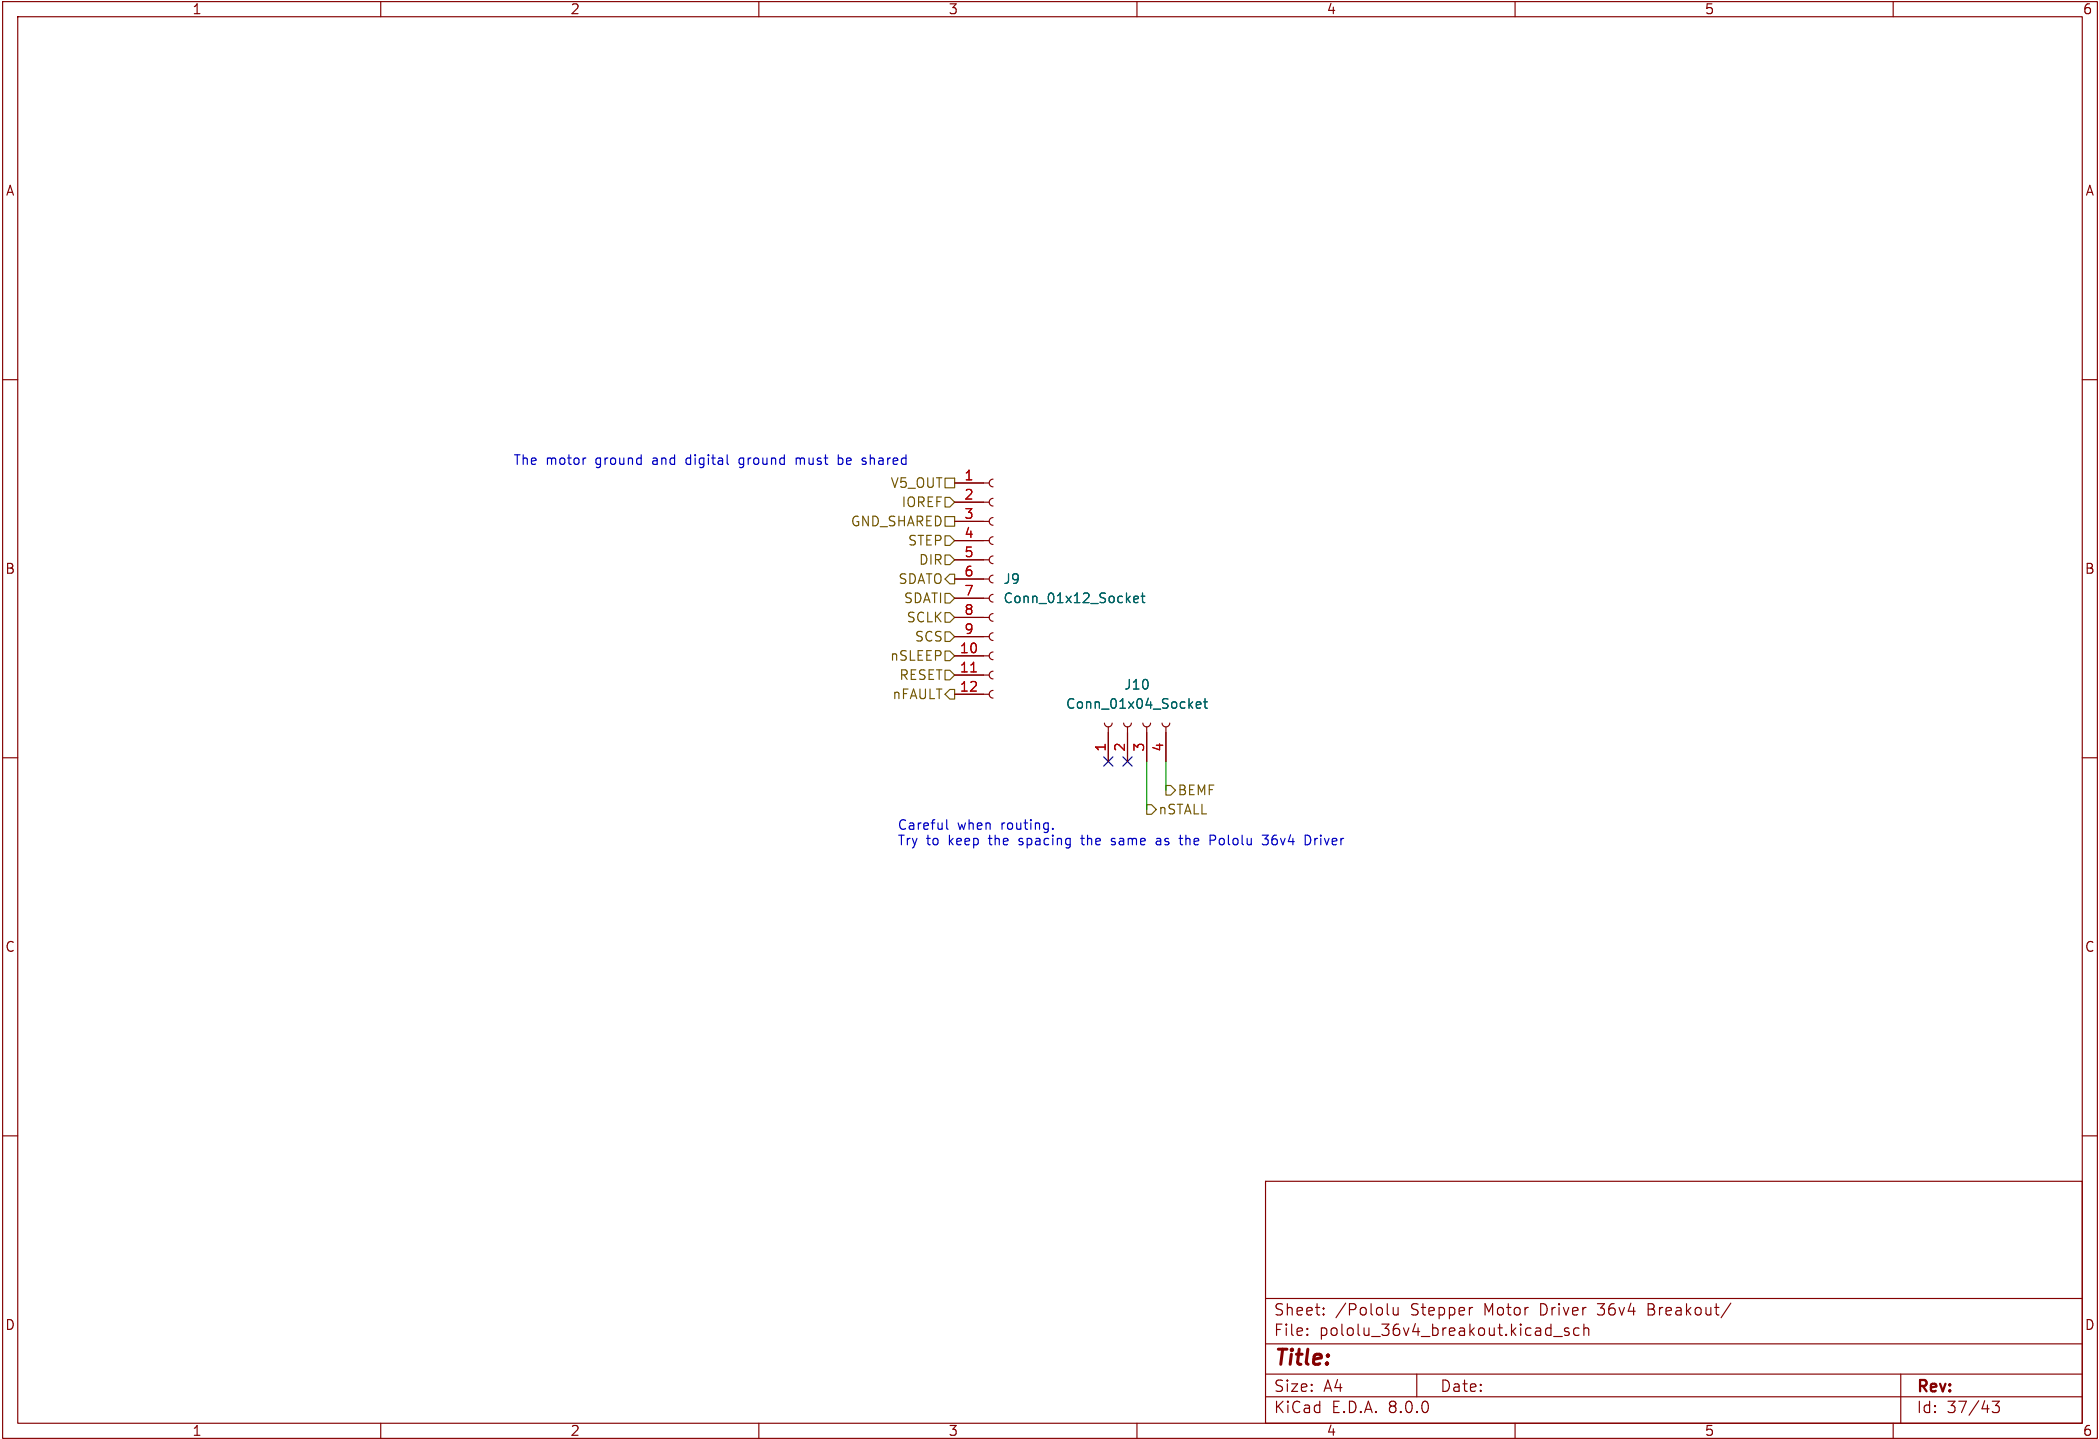 1 2 3 4 5 6
A A
The motor ground and digital ground must be shared
V5_OUT 1
IOREF 2
GND_SHARED 3
STEP 4
DIR 5
B B
SDATO 6 J9
SDATI 7 Conn_01x12_Socket
SCLK 8
SCS 9
nSLEEP 10
RESET 11
nFAULT 12
J10
Conn_01x04_Socket
1 2 3 4
BEMF
nSTALL
Careful when routing.
Try to keep the spacing the same as the Pololu 36v4 Driver
C C
Sheet: /Pololu Stepper Motor Driver 36v4 Breakout/
D D
File: pololu_36v4_breakout.kicad_sch
Title:
Size: A4 Date: Rev:
KiCad E.D.A. 8.0.0 Id: 37/43
1 2 3 4 5 6